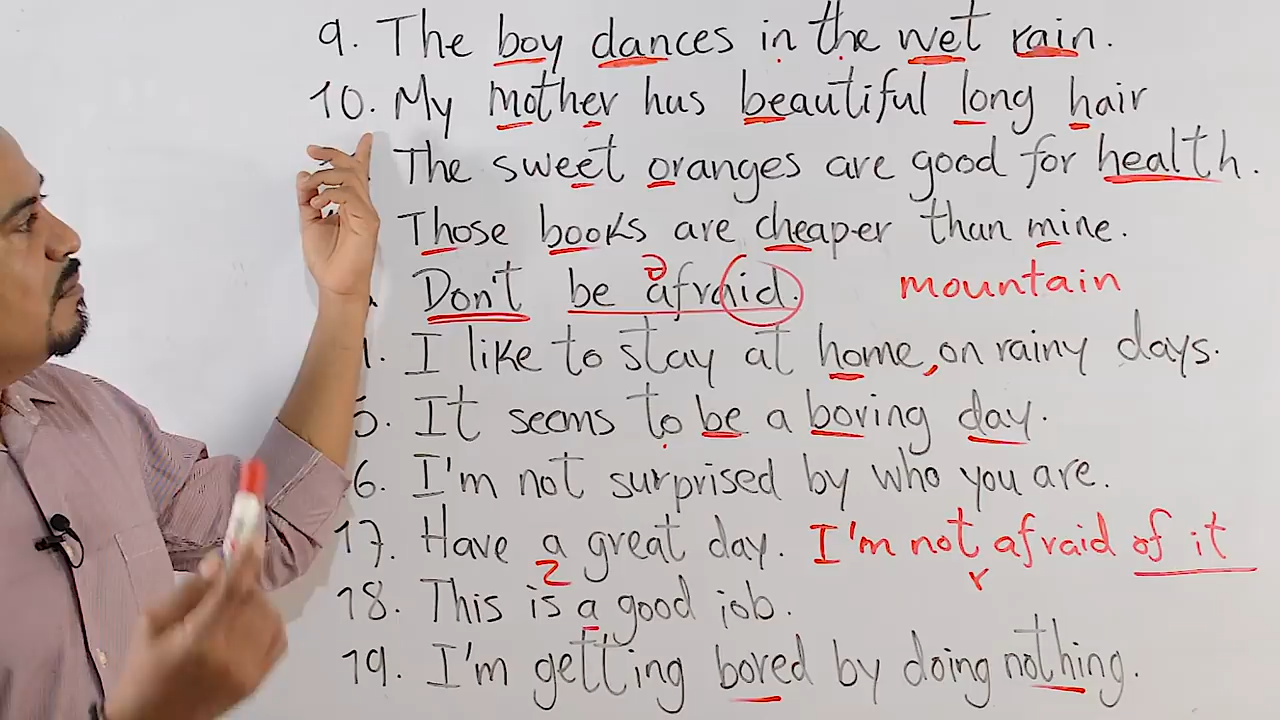 9. The boy dances in the wet rain.
10. My mother has beautiful long hair
The sweet oranges are good for health.
Those books are cheaper than mine.
Don't be afraid. mountain
I like to stay at home, on rainy days.
5. It seems to be a boring day.
6. I'm not surprised by who you are.
17. Have a great day. I'm not afraid of it
2 r
18. This is a good job.
19. I'm getting bored by doing nothing.